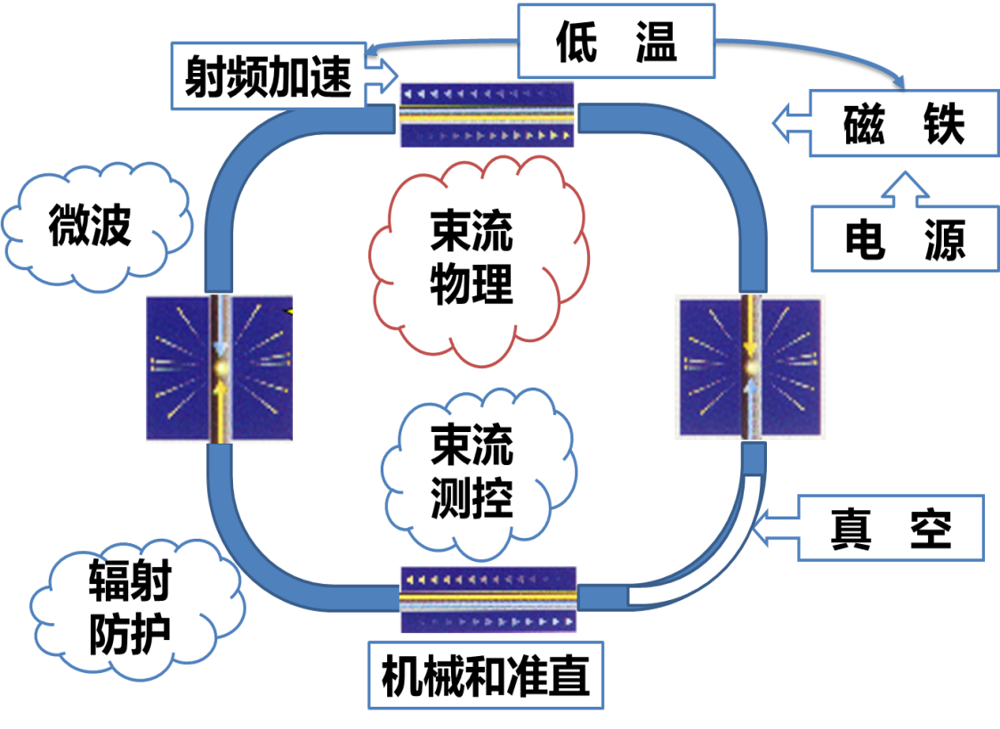 低 温
射频加速
磁 铁
微波
束流
物理
电 源
束流
测控
真 空
辐射
防护
机械和准直